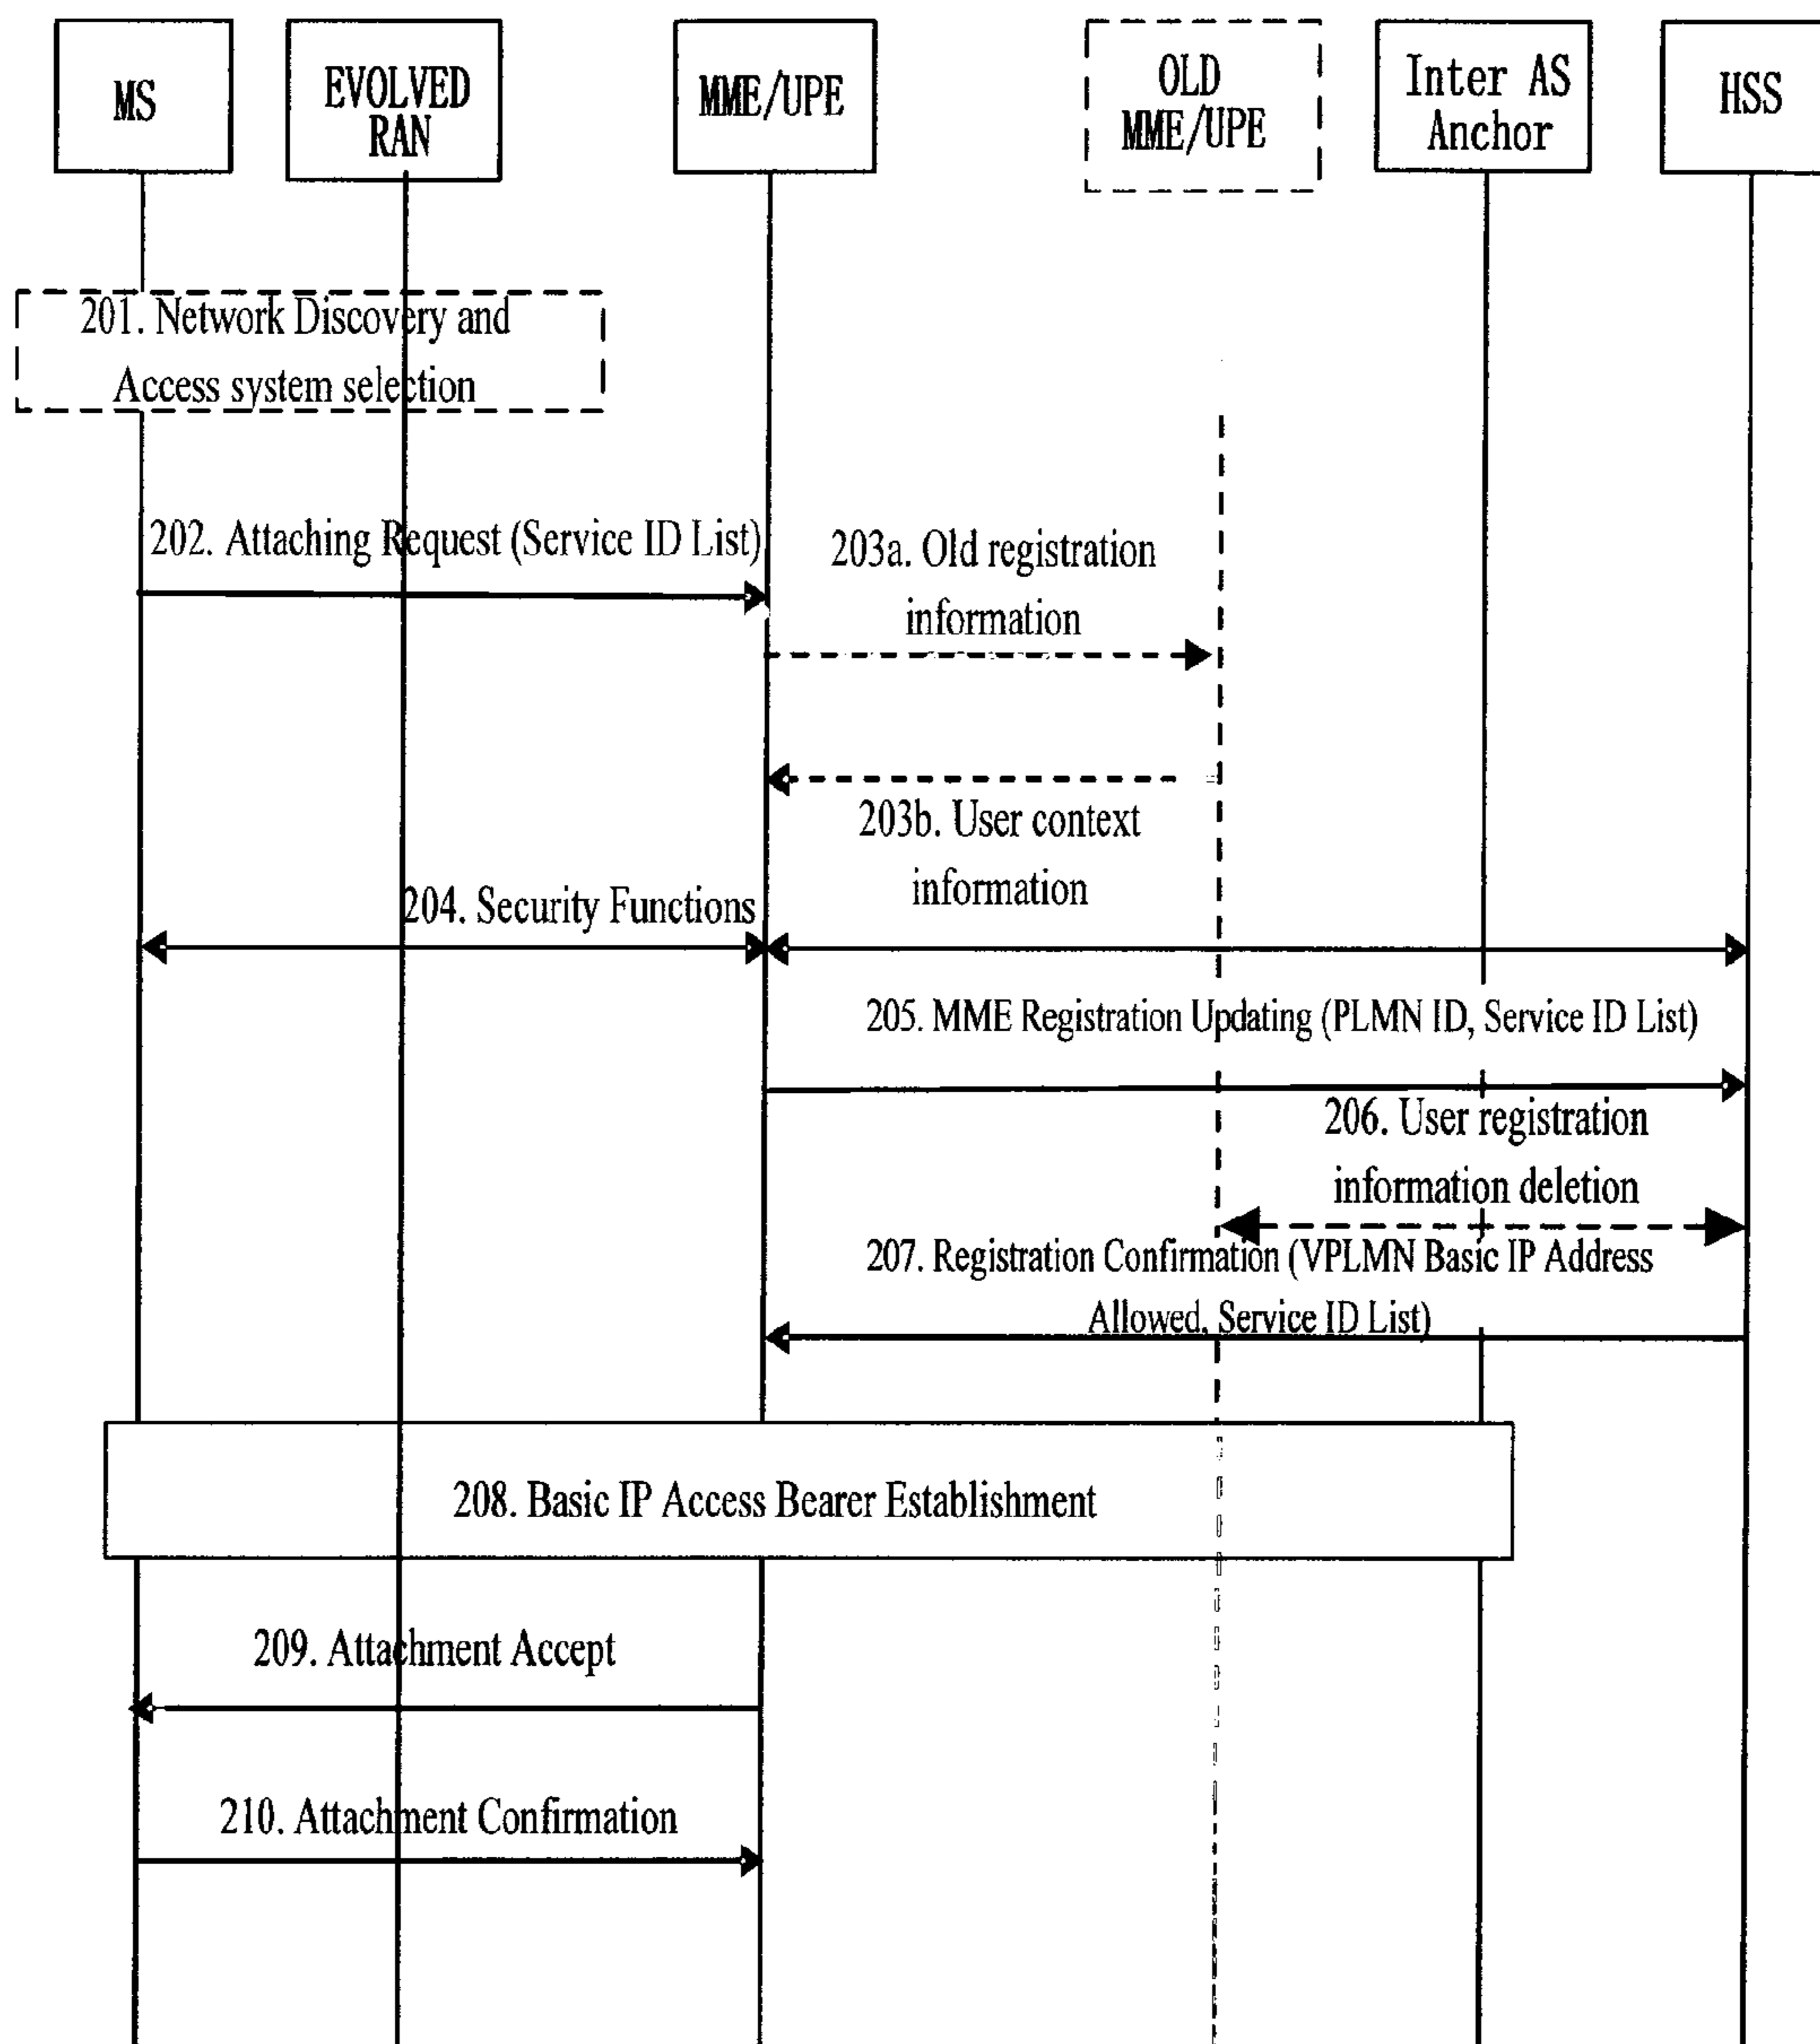 MS
EVOLVED
RAN
MME/UPE
OLD
MME/UPE
Inter AS
Anchor
HSS
201. Network Discovery and
Access system selection
202. Attaching Request (Service ID List)
203a. Old registration
information
203b. User context
information
204. Security Functions
205. MME Registration Updating (PLMN ID, Service ID List)
206. User registration
information deletion
207. Registration Confirmation (VPLMN Basic IP Address
Allowed, Service ID List)
208. Basic IP Access Bearer Establishment
209. Attachment Accept
210. Attachment Confirmation